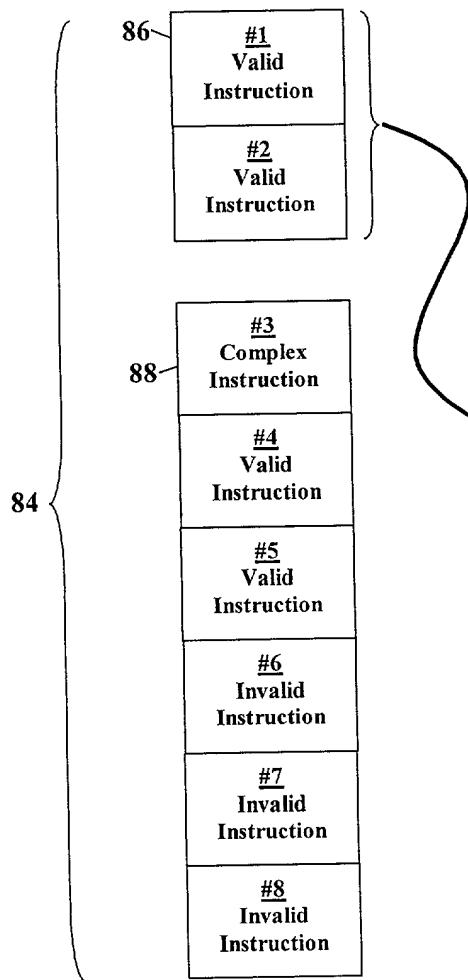 86
#1
Valid
Instruction
#2
Valid
Instruction
88
#3
Complex
Instruction
84
#4
Valid
Instruction
#5
Valid
Instruction
#6
Invalid
Instruction
#7
Invalid
Instruction
#8
Invalid
Instruction